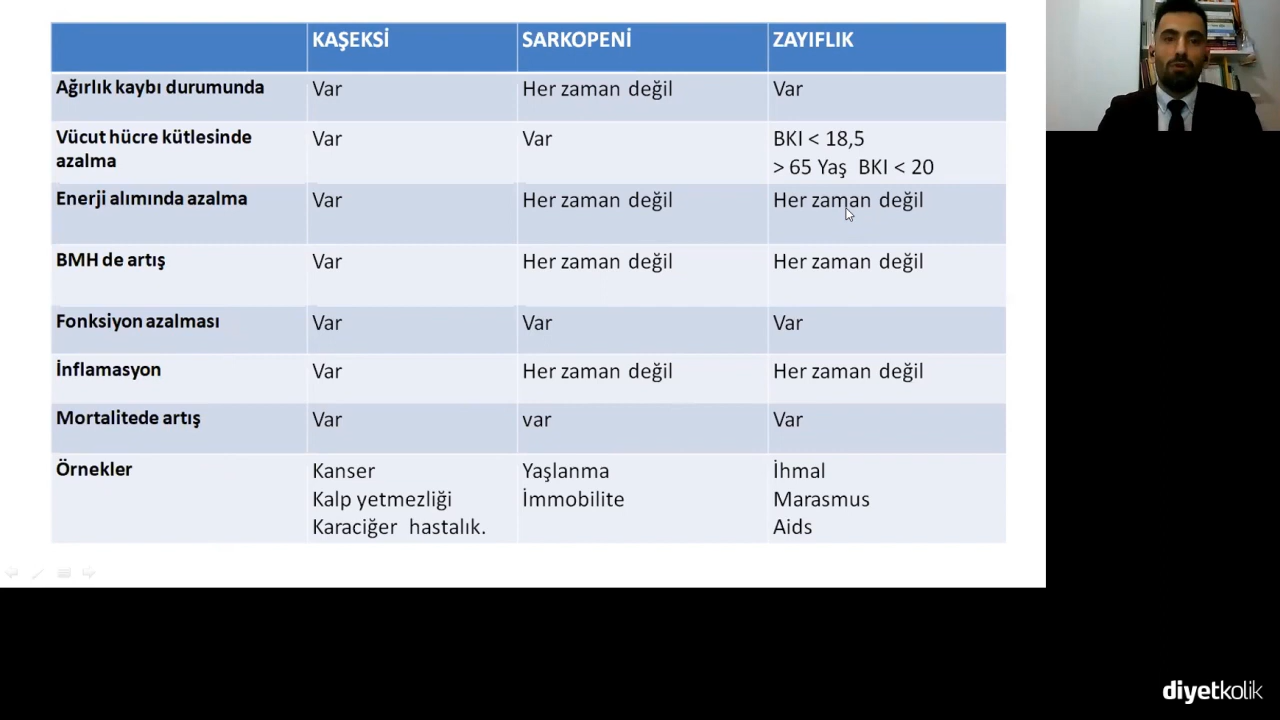 KAŞEKSİ SARKOPENİ ZAYIFLIK
Ağırlık kaybı durumunda Var Her zaman değil Var
Vücut hücre kütlesinde azalma Var Var BKI < 18,5
> 65 Yaş BKI < 20
Enerji alımında azalma Var Her zaman değil Her zaman değil
BMH de artış Var Her zaman değil Her zaman değil
Fonksiyon azalması Var Var Var
İnflamasyon Var Her zaman değil Her zaman değil
Mortalitede artış Var var Var
Örnekler Kanser Yaşlanma İhmal
Kalp yetmezliği İmmobilite Marasmus
Karaciğer hastalık. Aids
diyetkolik